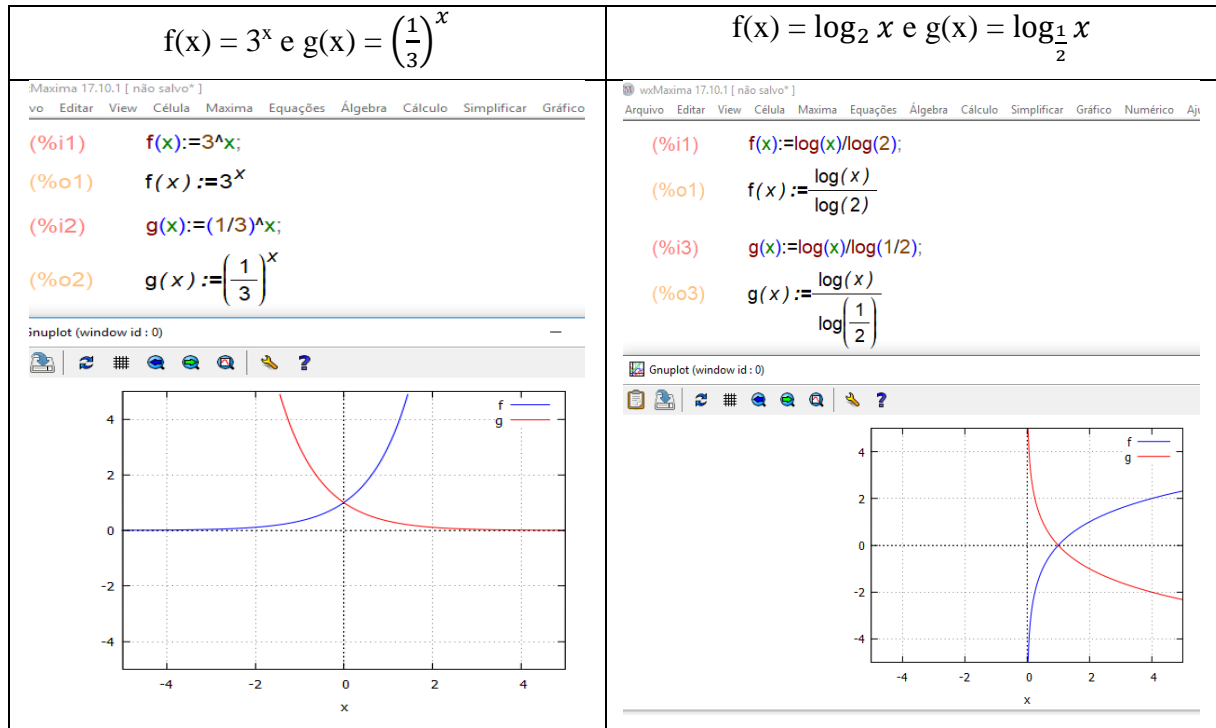 f(x) = 3ˣ e g(x) = (1/3)ˣ
:Maxima 17.10.1 [ não salvo* ]
vo Editar View Célula Maxima Equações Álgebra Cálculo Simplificar Gráfico
(%i1) f(x):=3^x;
(%o1) f(x):=3ˣ
(%i2) g(x):=(1/3)^x;
(%o2) g(x):=(1/3)ˣ
Gnuplot (window id : 0)
f
g
4
2
0
-2
-4
-4 -2 0 2 4
x
f(x) = log₂ x e g(x) = log_{1/2} x
wxMaxima 17.10.1 [ não salvo* ]
Arquivo Editar View Célula Maxima Equações Álgebra Cálculo Simplificar Gráfico Numérico Aju
(%i1) f(x):=log(x)/log(2);
(%o1) f(x):=log(x)/log(2)
(%i3) g(x):=log(x)/log(1/2);
(%o3) g(x):=log(x)/log(1/2)
Gnuplot (window id : 0)
f
g
4
2
0
-2
-4
-4 -2 0 2 4
x